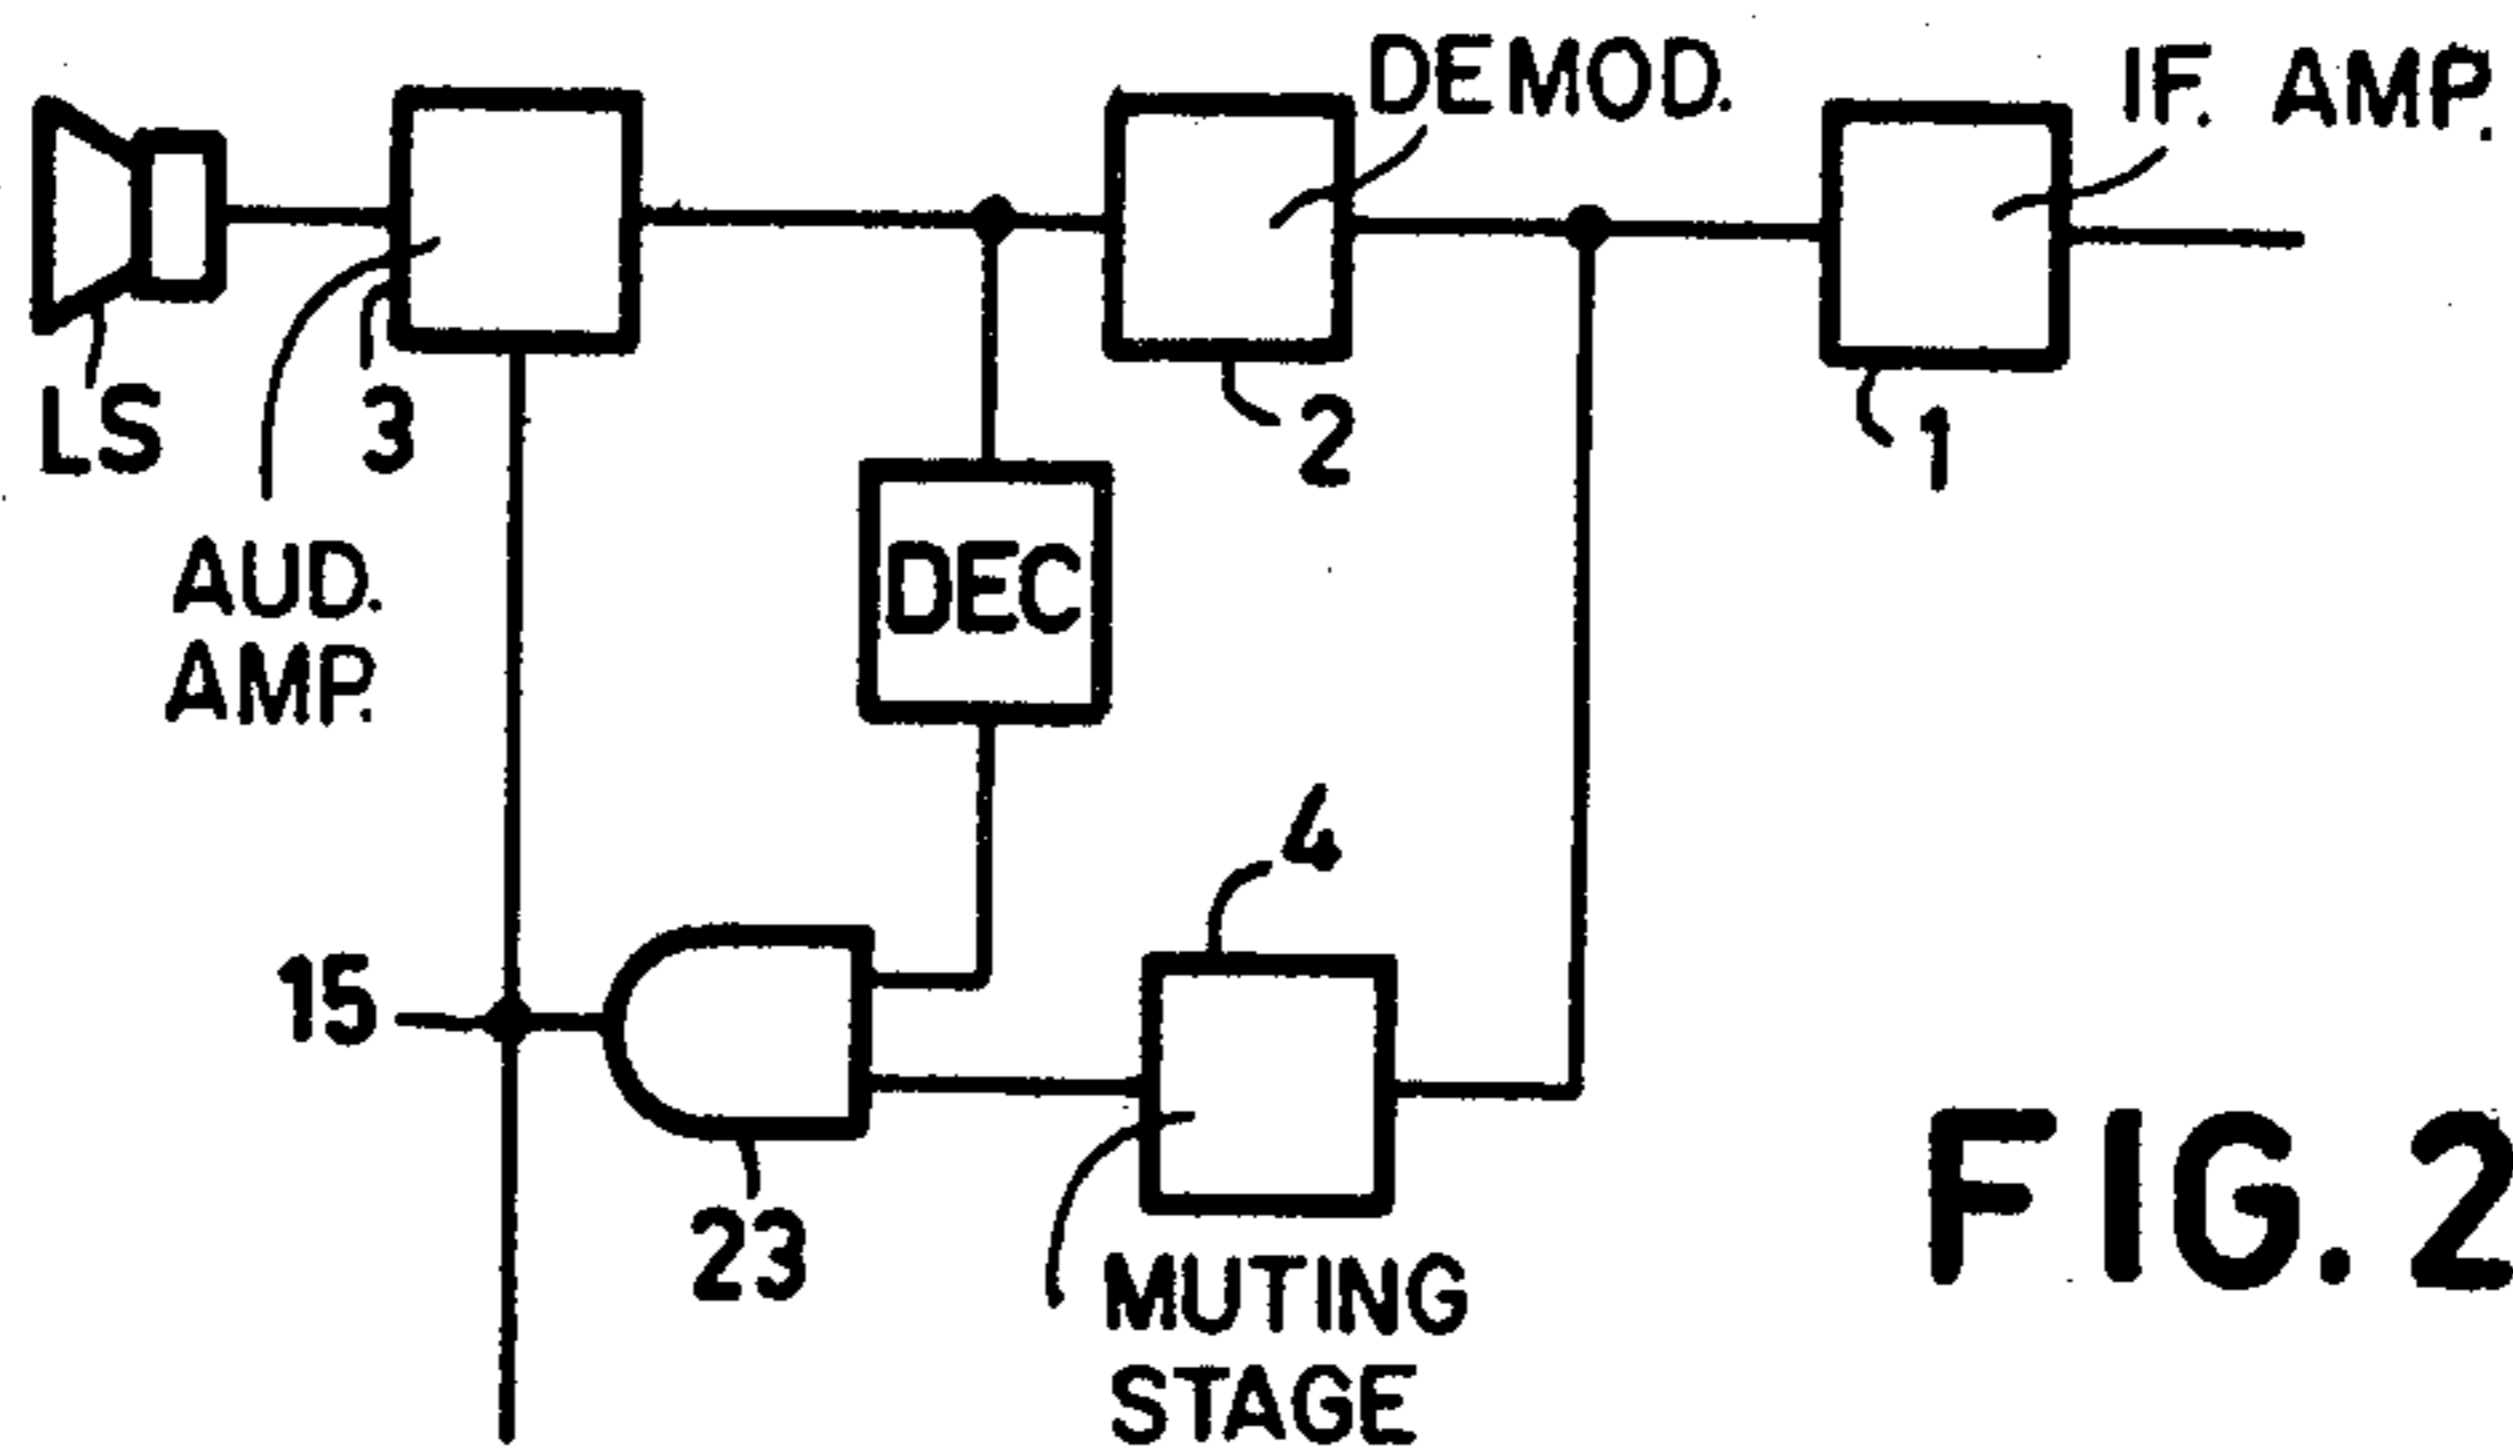 DEMOD.
IF. AMP.
LS
3
2
1
AUD.
AMP.
DEC
4
15
23
MUTING
STAGE
FIG. 2